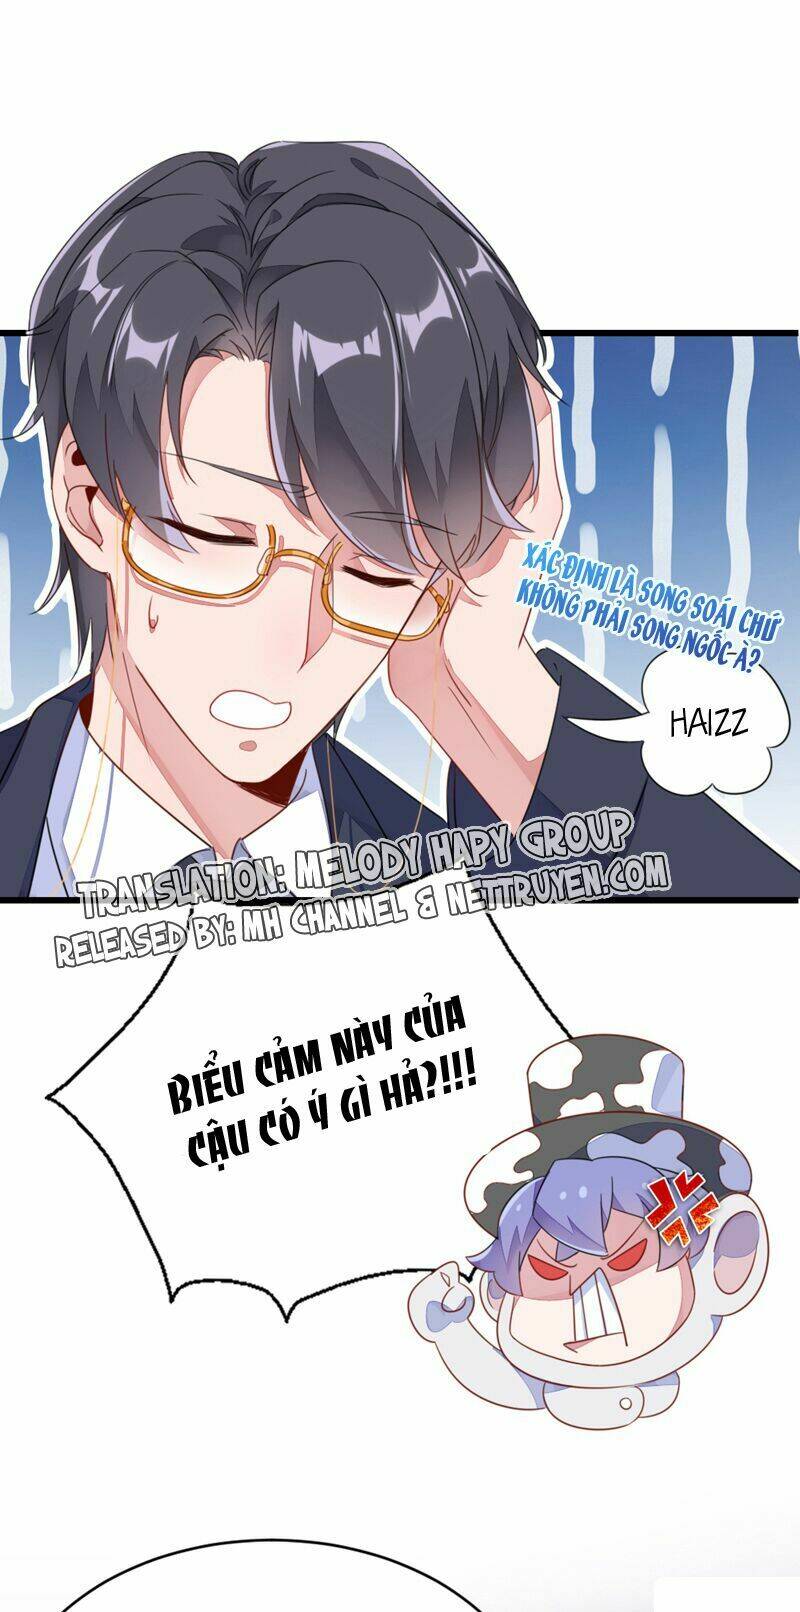 XÁC ĐỊNH LÀ SONG SOÁI CHỨ
KHÔNG PHẢI SONG NGỐC À?
HAIZZ
TRANSLATION: MELODY HAPY GROUP
RELEASED BY: MH CHANNEL & NETTRUYEN.COM
BIỂU CẢM NÀY CỦA
CẬU CÓ Ý GÌ HẢ?!!!